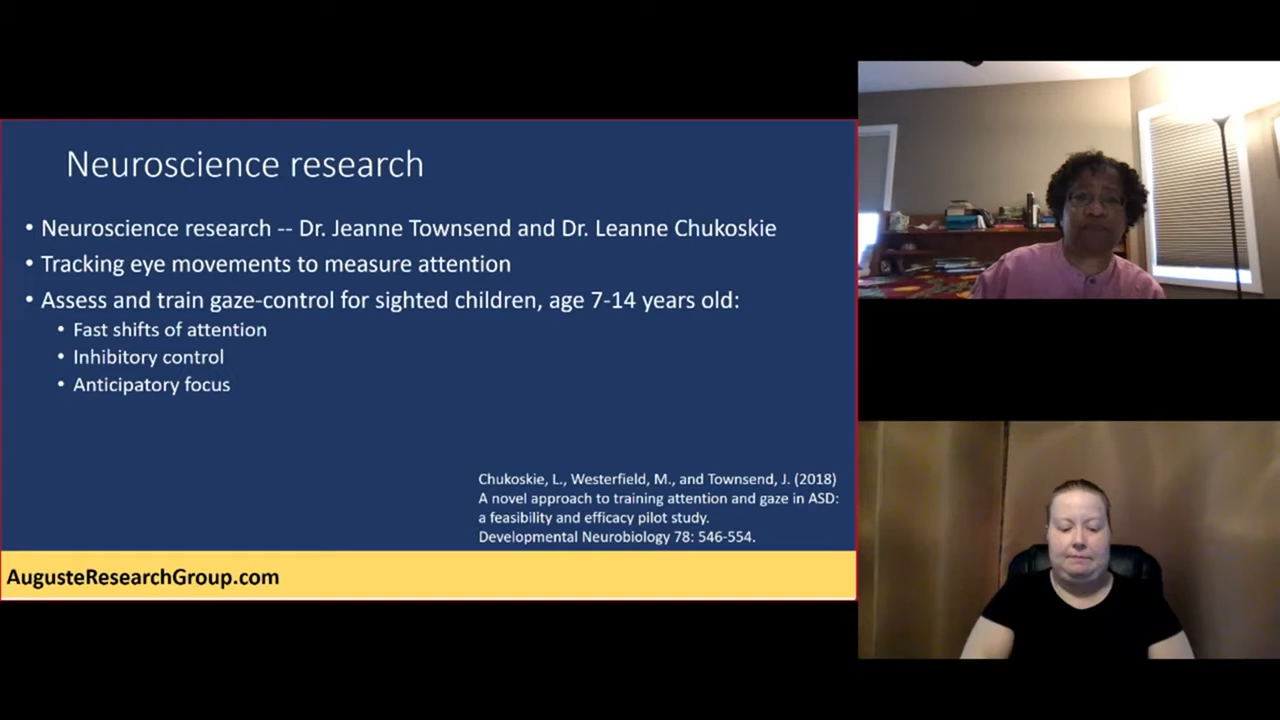 Neuroscience research
• Neuroscience research -- Dr. Jeanne Townsend and Dr. Leanne Chukoskie
• Tracking eye movements to measure attention
• Assess and train gaze-control for sighted children, age 7-14 years old:
• Fast shifts of attention
• Inhibitory control
• Anticipatory focus
Chukoskie, L., Westerfield, M., and Townsend, J. (2018)
A novel approach to training attention and gaze in ASD:
a feasibility and efficacy pilot study.
Developmental Neurobiology 78: 546-554.
AugusteResearchGroup.com